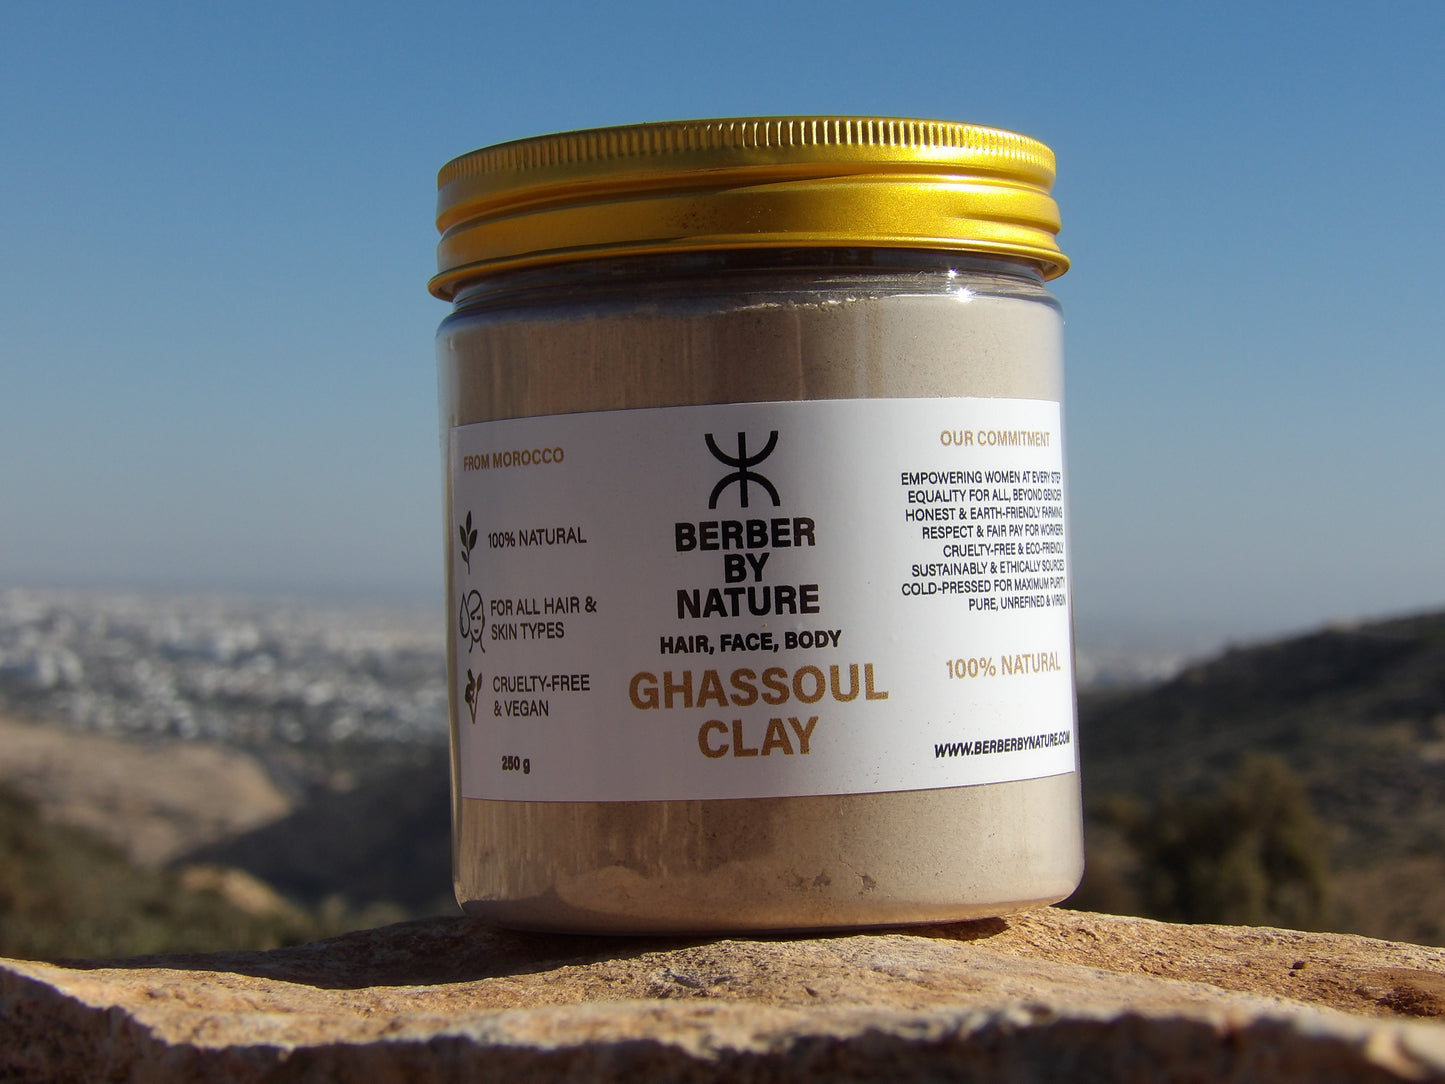 FROM MOROCCO
100% NATURAL
FOR ALL HAIR &
SKIN TYPES
CRUELTY-FREE
& VEGAN
250 g
BERBER
BY
NATURE
HAIR, FACE, BODY
GHASSOUL
CLAY
OUR COMMITMENT
EMPOWERING WOMEN AT EVERY STEP
EQUALITY FOR ALL, BEYOND GENDER
HONEST & EARTH-FRIENDLY FARMING
RESPECT & FAIR PAY FOR WORKERS
CRUELTY-FREE & ECO-FRIENDLY
SUSTAINABLY & ETHICALLY SOURCED
COLD-PRESSED FOR MAXIMUM PURITY
PURE, UNREFINED & VIRGIN
100% NATURAL
WWW.BERBERBYNATURE.COM